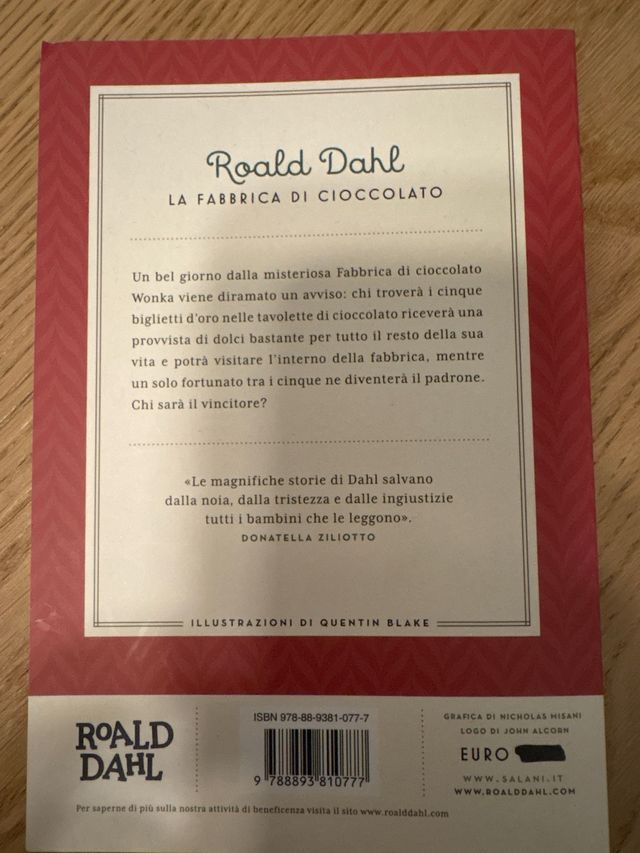 Roald Dahl
LA FABBRICA DI CIOCCOLATO
Un bel giorno dalla misteriosa Fabbrica di cioccolato
Wonka viene diramato un avviso: chi troverà i cinque
biglietti d'oro nelle tavolette di cioccolato riceverà una
provvista di dolci bastante per tutto il resto della sua
vita e potrà visitare l'interno della fabbrica, mentre
un solo fortunato tra i cinque ne diventerà il padrone.
Chi sarà il vincitore?
«Le magnifiche storie di Dahl salvano
dalla noia, dalla tristezza e dalle ingiustizie
tutti i bambini che le leggono».
DONATELLA ZILIOTTO
ILLUSTRAZIONI DI QUENTIN BLAKE
ROALD
DAHL
ISBN 978-88-9381-077-7
9 788893 810777
GRAFICA DI NICHOLAS MISANI
LOGO DI JOHN ALCORN
EURO
WWW.SALANI.IT
WWW.ROALDDAHL.COM
Per saperne di più sulla nostra attività di beneficenza visita il sito www.roalddahl.com